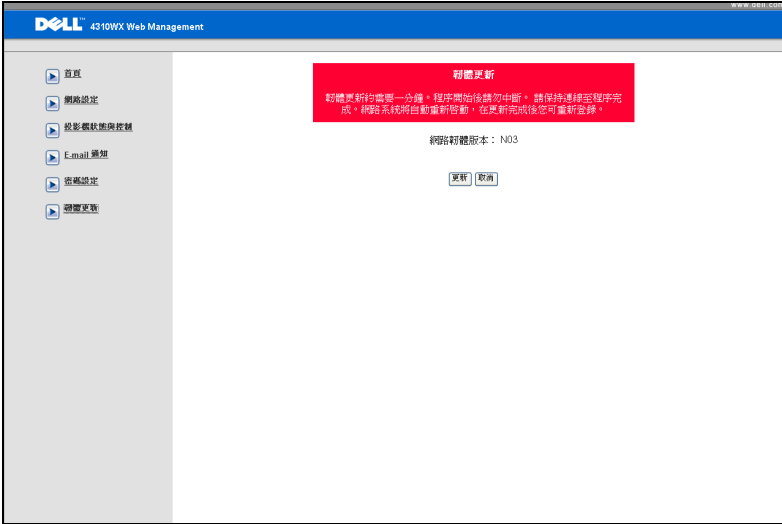 www.dell.com
DELL™ 4310WX Web Management
首頁
網路設定
投影機狀態與控制
E-mail 通知
密碼設定
韌體更新
韌體更新
韌體更新約需要一分鐘。程序開始後請勿中斷。 請保持連線至程序完
成。網路系統將自動重新啓動，在更新完成後您可重新登錄。
網路韌體版本： N03
更新 取消